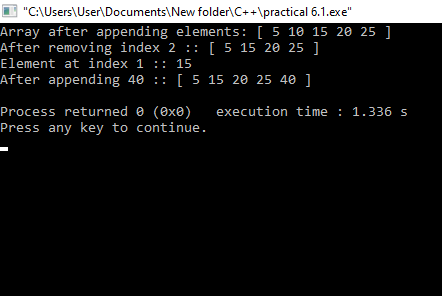 "C:\Users\User\Documents\New folder\C++\practical 6.1.exe"
Array after appending elements: [ 5 10 15 20 25 ]
After removing index 2 :: [ 5 15 20 25 ]
Element at index 1 :: 15
After appending 40 :: [ 5 15 20 25 40 ]
Process returned 0 (0x0)   execution time : 1.336 s
Press any key to continue.